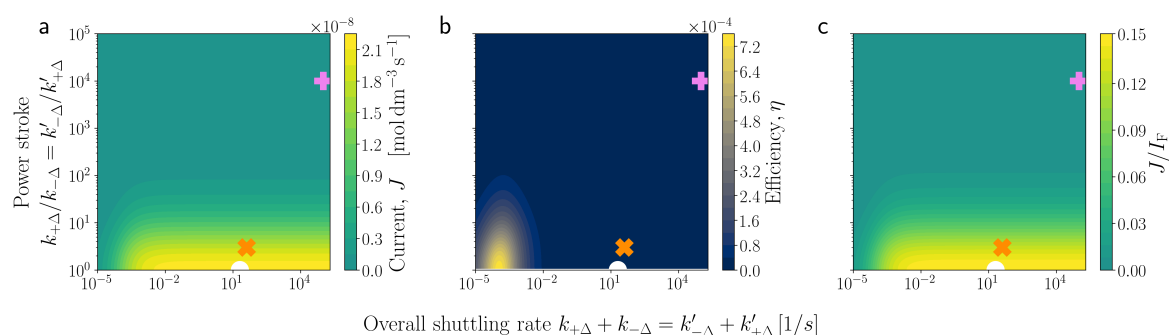 a
b
c
×10⁻⁸
×10⁻⁴
Power stroke
k₊Δ/k₋Δ = k′₋Δ/k′₊Δ
10⁵
10⁴
10³
10²
10¹
10⁰
10⁻⁵ 10⁻² 10¹ 10⁴
2.1
1.8
1.5
1.2
0.9
0.6
0.3
0.0
Current, J [mol dm⁻³ s⁻¹]
10⁻⁵ 10⁻² 10¹ 10⁴
7.2
6.4
5.6
4.8
4.0
3.2
2.4
1.6
0.8
0.0
Efficiency, η
10⁻⁵ 10⁻² 10¹ 10⁴
0.15
0.12
0.09
0.06
0.03
0.00
J/I_F
Overall shuttling rate k₊Δ + k₋Δ = k′₋Δ + k′₊Δ [1/s]